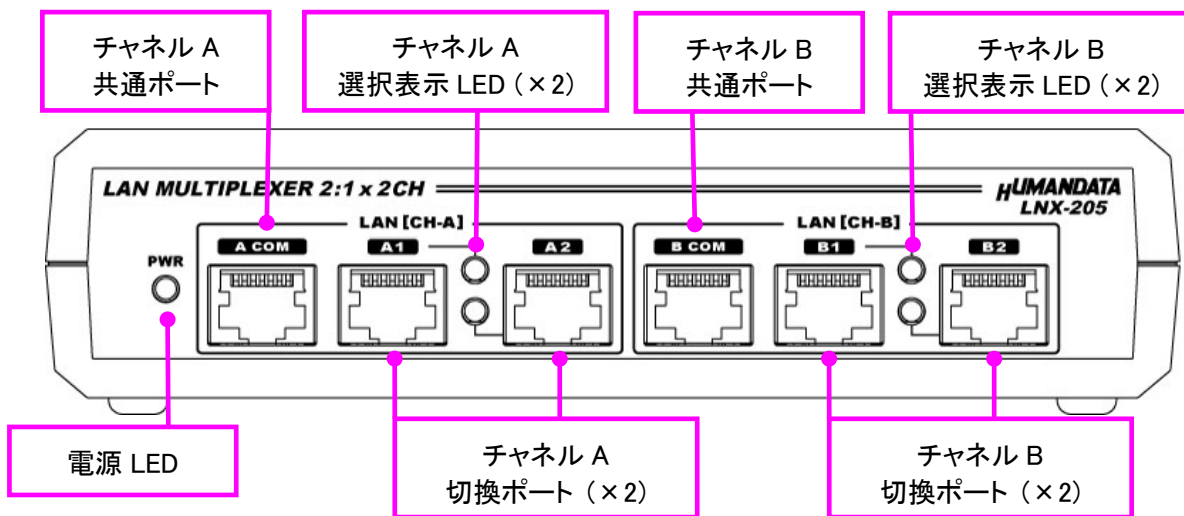 チャネル A
共通ポート
チャネル A
選択表示 LED (×2)
チャネル B
共通ポート
チャネル B
選択表示 LED (×2)
LAN MULTIPLEXER 2:1 x 2CH
HUMANDATA
LNX-205
LAN [CH-A]
LAN [CH-B]
A COM
A1
A2
B COM
B1
B2
PWR
電源 LED
チャネル A
切換ポート (×2)
チャネル B
切換ポート (×2)